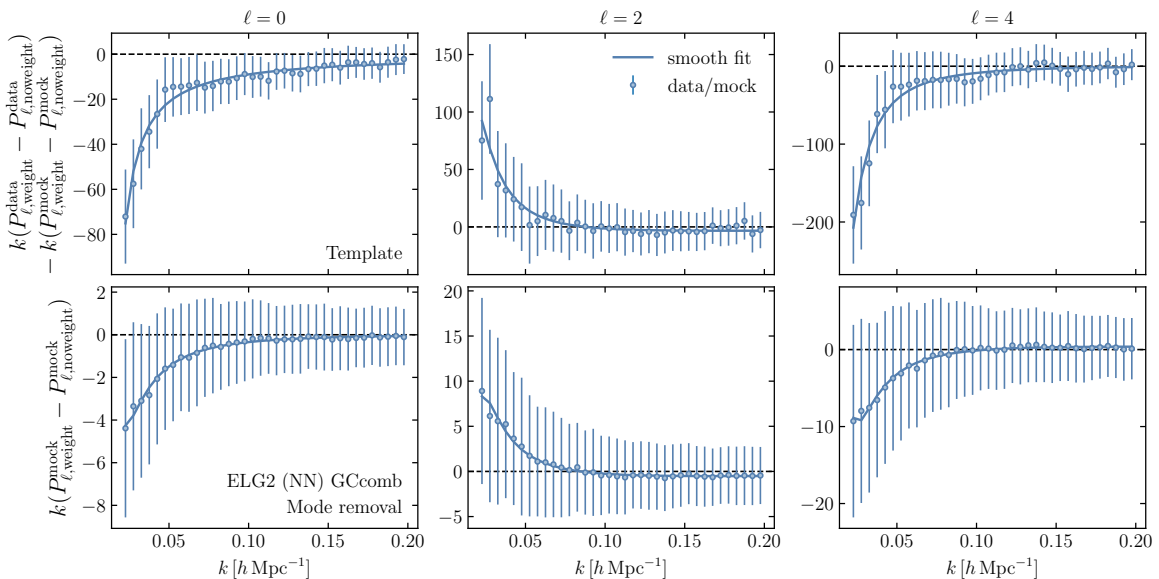 ℓ = 0
ℓ = 2
ℓ = 4
k(P^data_ℓ,weight − P^data_ℓ,noweight)
− k(P^mock_ℓ,weight − P^mock_ℓ,noweight)
0
−20
−40
−60
−80
Template
150
100
50
0
smooth fit
data/mock
0
−100
−200
k(P^mock_ℓ,weight − P^mock_ℓ,noweight)
2
0
−2
−4
−6
−8
ELG2 (NN) GCcomb
Mode removal
20
15
10
5
0
−5
0
−10
−20
0.05 0.10 0.15 0.20
0.05 0.10 0.15 0.20
0.05 0.10 0.15 0.20
k [h Mpc⁻¹]
k [h Mpc⁻¹]
k [h Mpc⁻¹]